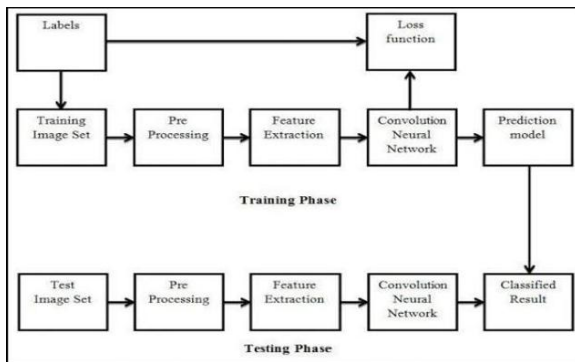 Labels
Loss
function
Training
Image Set
Pre
Processing
Feature
Extraction
Convolution
Neural
Network
Prediction
model
Training Phase
Test
Image Set
Pre
Processing
Feature
Extraction
Convolution
Neural
Network
Classified
Result
Testing Phase